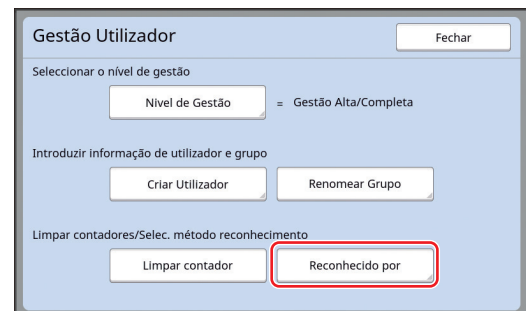 Gestão Utilizador
Fechar
Seleccionar o nível de gestão
Nivel de Gestão = Gestão Alta/Completa
Introduzir informação de utilizador e grupo
Criar Utilizador Renomear Grupo
Limpar contadores/Selec. método reconhecimento
Limpar contador Reconhecido por